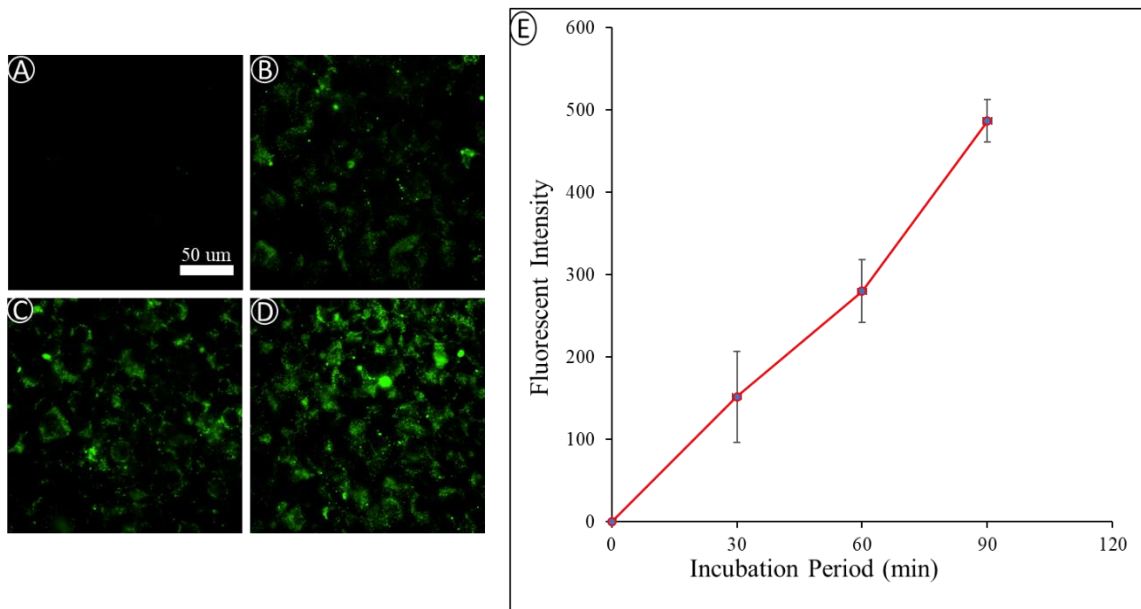 A
B
50 um
C
D
E
600
500
400
300
200
100
0
0 30 60 90 120
Fluorescent Intensity
Incubation Period (min)